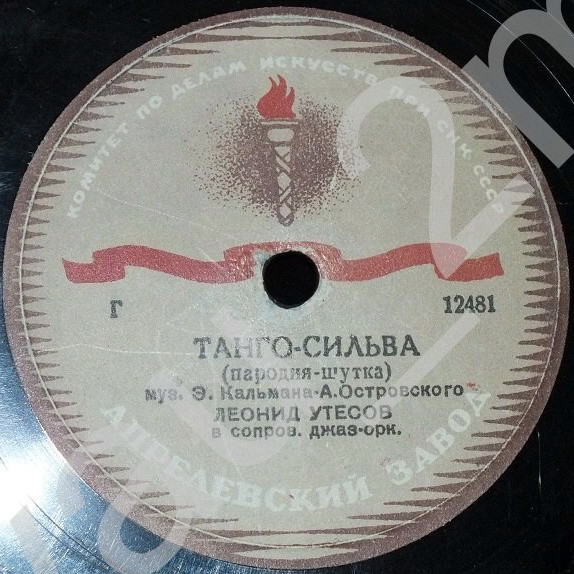 КОМИТЕТ ПО ДЕЛАМ ИСКУССТВ ПРИ СНК СССР
Г 12481
ТАНГО-СИЛЬВА
(пародия-шутка)
муз. Э. Кальмана-А.Островского
ЛЕОНИД УТЕСОВ
в сопров. джаз-орк.
АПРЕЛЕВСКИЙ ЗАВОД